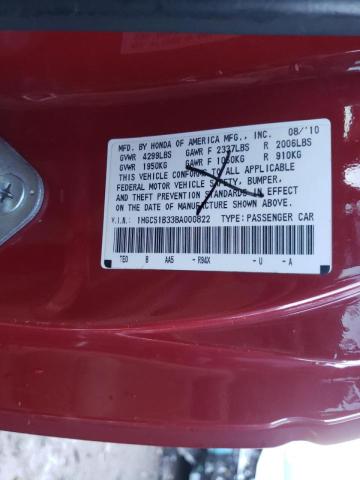 MFD. BY HONDA OF AMERICA MFG., INC. 08/'10
GVWR 4299LBS GAWR F 2337LBS R 2006LBS
GVWR 1950KG GAWR F 1060KG R 910KG
THIS VEHICLE CONFORMS TO ALL APPLICABLE
FEDERAL MOTOR VEHICLE SAFETY, BUMPER,
AND THEFT PREVENTION STANDARDS IN EFFECT
ON THE DATE OF MANUFACTURE SHOWN ABOVE.
V.I.N.: 1HGCS1B33BA000822 TYPE: PASSENGER CAR
TE0 B AA5 - R94X - U - A